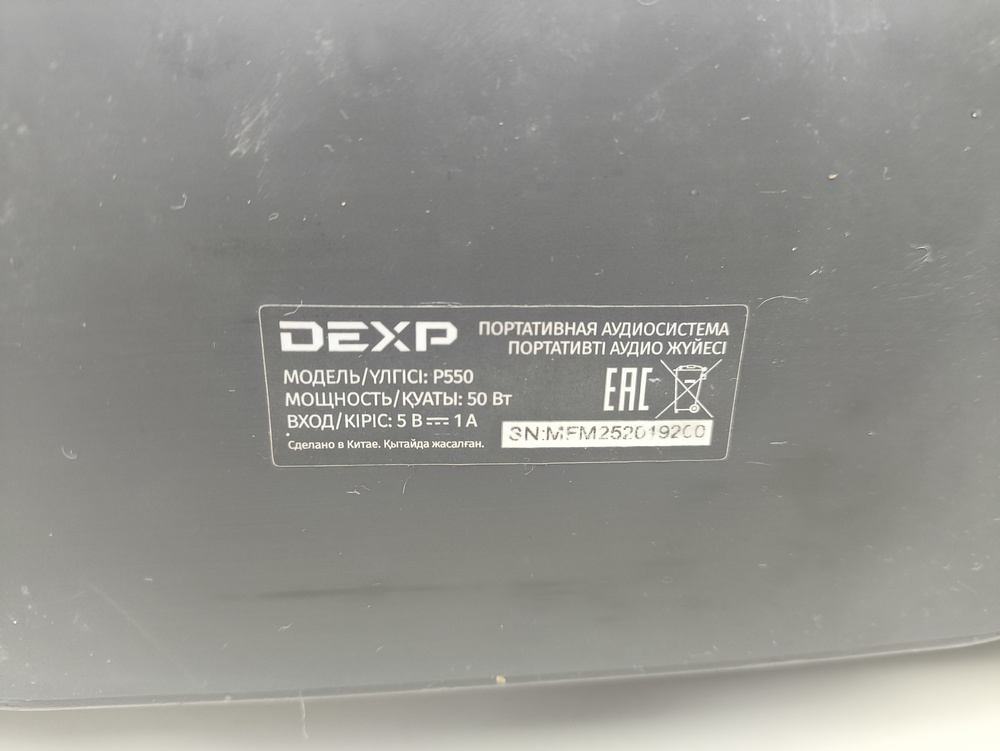 DEXP
ПОРТАТИВНАЯ АУДИОСИСТЕМА
ПОРТАТИВТІ АУДИО ЖҮЙЕСІ
МОДЕЛЬ/ҮЛГІСІ: P550
МОЩНОСТЬ/ҚУАТЫ: 50 Вт
ВХОД/КІРІС: 5 В ⎓ 1 А
Сделано в Китае. Қытайда жасалған.
EAC
SN:MFM252019200